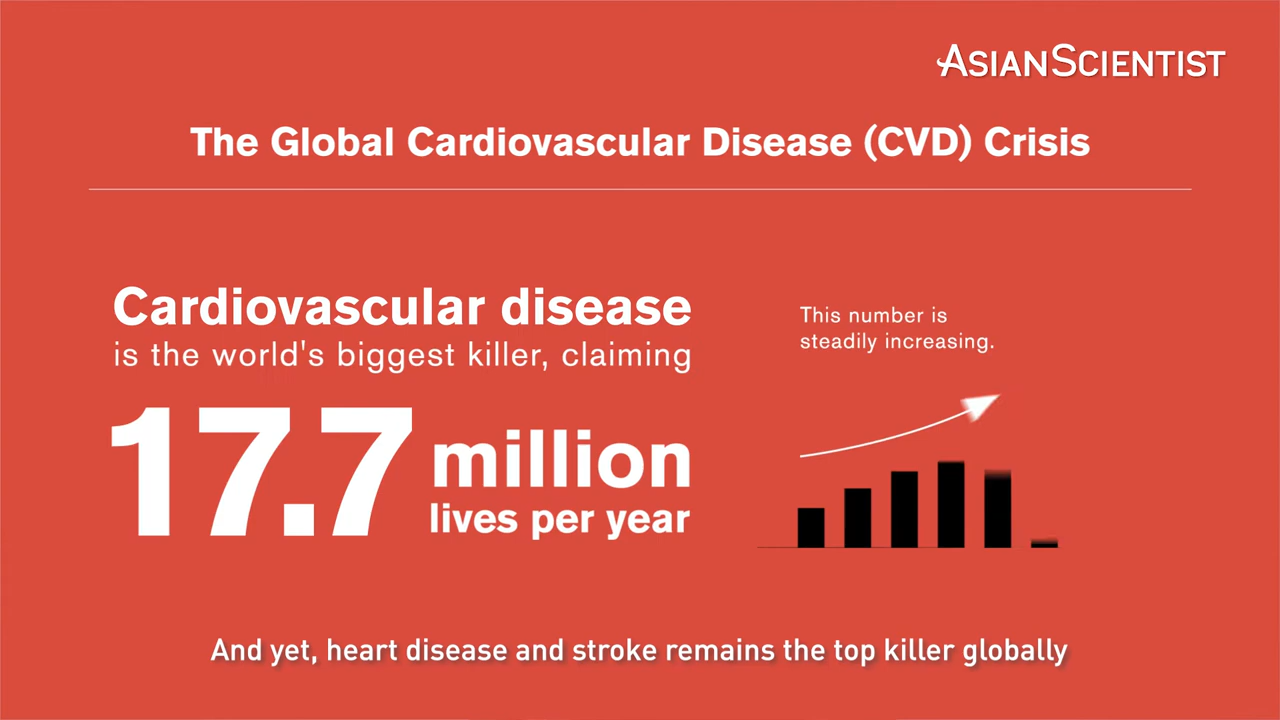 ASIANSCIENTIST
The Global Cardiovascular Disease (CVD) Crisis
Cardiovascular disease
is the world's biggest killer, claiming
17.7 million
lives per year
This number is
steadily increasing.
And yet, heart disease and stroke remains the top killer globally